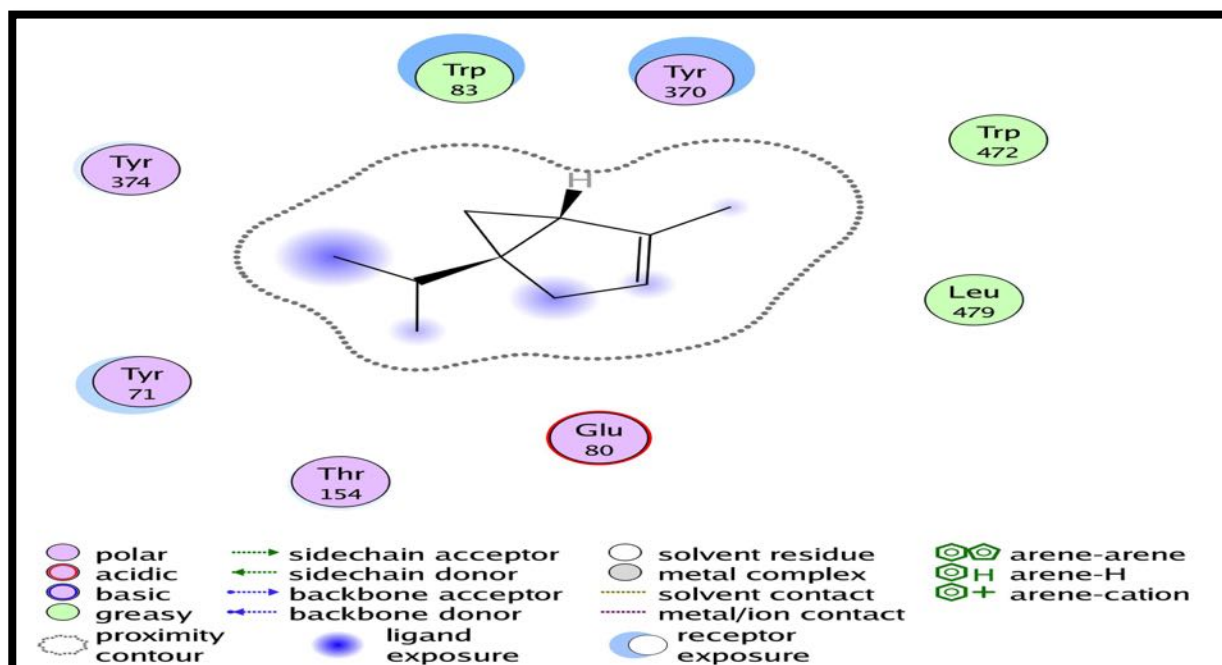 Trp
83
Tyr
370
Trp
472
Tyr
374
H
Leu
479
Tyr
71
Glu
80
Thr
154
polar
acidic
basic
greasy
proximity
contour
sidechain acceptor
sidechain donor
backbone acceptor
backbone donor
ligand
exposure
solvent residue
metal complex
solvent contact
metal/ion contact
receptor
exposure
arene-arene
H arene-H
+ arene-cation